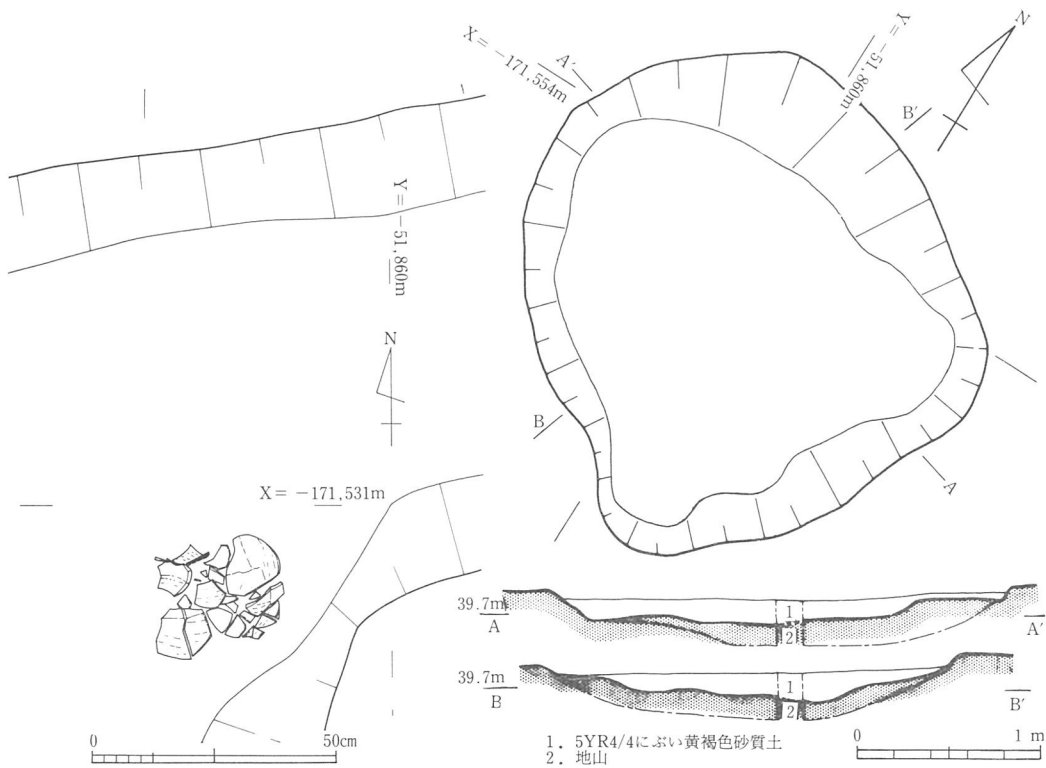 Y = −51,860m
N
X = −171,531m
0 50cm
X = −171,554m
A′
Y = −51,860m
N
B′
B
A
39.7m
A
A′
1
2
39.7m
B
B′
1
2
1. 5YR4/4にぶい黄褐色砂質土
2. 地山
0 1 m